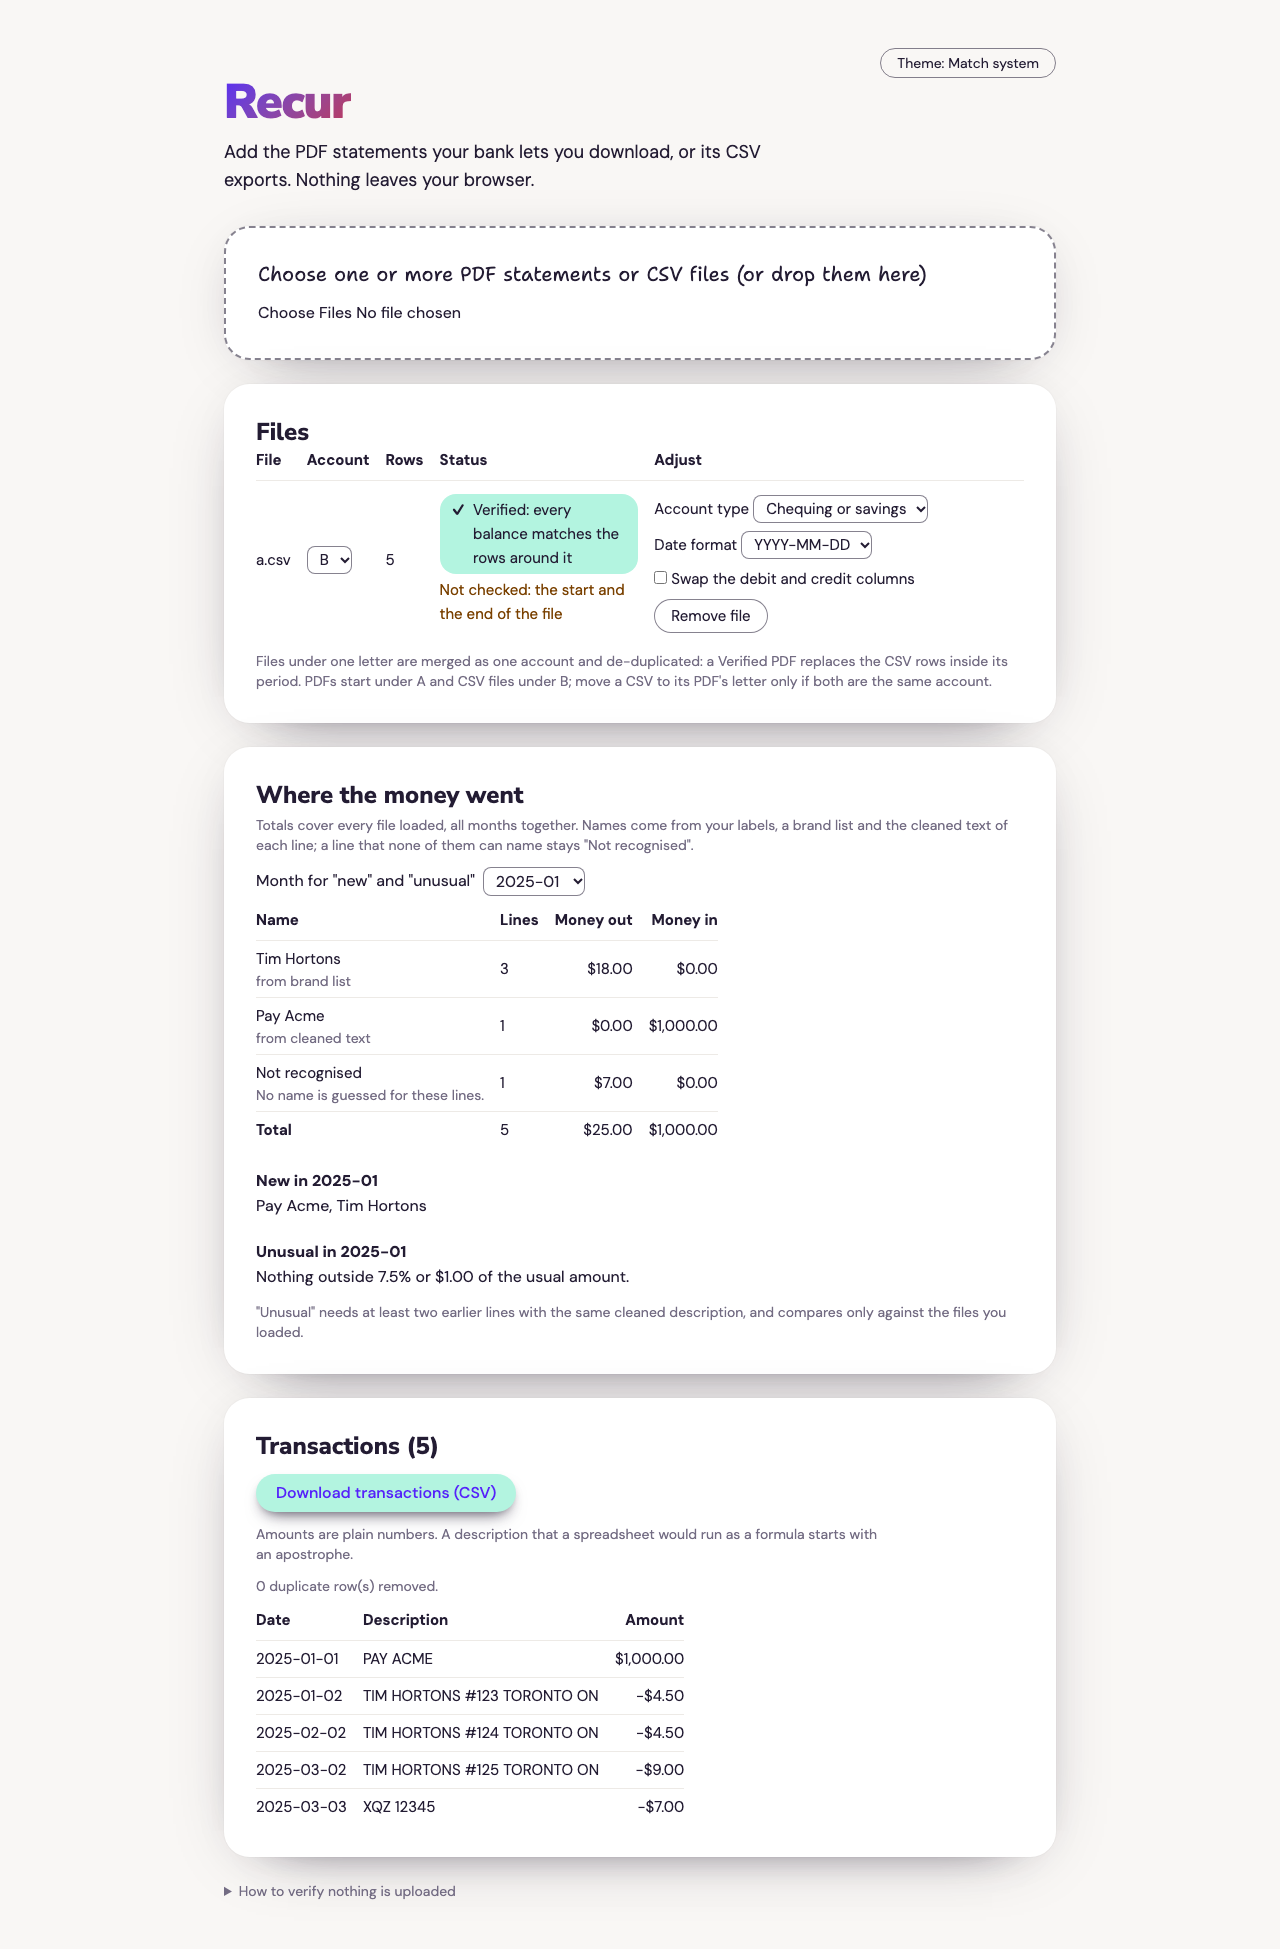 Theme: Match system
Recur
Add the PDF statements your bank lets you download, or its CSV
exports. Nothing leaves your browser.
Choose one or more PDF statements or CSV files (or drop them here)
Choose Files No file chosen
Files
File Account Rows Status Adjust
a.csv B 5
✔ Verified: every
balance matches the
rows around it
Not checked: the start and
the end of the file
Account type Chequing or savings
Date format YYYY-MM-DD
Swap the debit and credit columns
Remove file
Files under one letter are merged as one account and de-duplicated: a Verified PDF replaces the CSV rows inside its
period. PDFs start under A and CSV files under B; move a CSV to its PDF's letter only if both are the same account.
Where the money went
Totals cover every file loaded, all months together. Names come from your labels, a brand list and the cleaned text of
each line; a line that none of them can name stays "Not recognised".
Month for "new" and "unusual" 2025-01
Name Lines Money out Money in
Tim Hortons 3 $18.00 $0.00
from brand list
Pay Acme 1 $0.00 $1,000.00
from cleaned text
Not recognised 1 $7.00 $0.00
No name is guessed for these lines.
Total 5 $25.00 $1,000.00
New in 2025-01
Pay Acme, Tim Hortons
Unusual in 2025-01
Nothing outside 7.5% or $1.00 of the usual amount.
"Unusual" needs at least two earlier lines with the same cleaned description, and compares only against the files you
loaded.
Transactions (5)
Download transactions (CSV)
Amounts are plain numbers. A description that a spreadsheet would run as a formula starts with
an apostrophe.
0 duplicate row(s) removed.
Date Description Amount
2025-01-01 PAY ACME $1,000.00
2025-01-02 TIM HORTONS #123 TORONTO ON -$4.50
2025-02-02 TIM HORTONS #124 TORONTO ON -$4.50
2025-03-02 TIM HORTONS #125 TORONTO ON -$9.00
2025-03-03 XQZ 12345 -$7.00
▶ How to verify nothing is uploaded